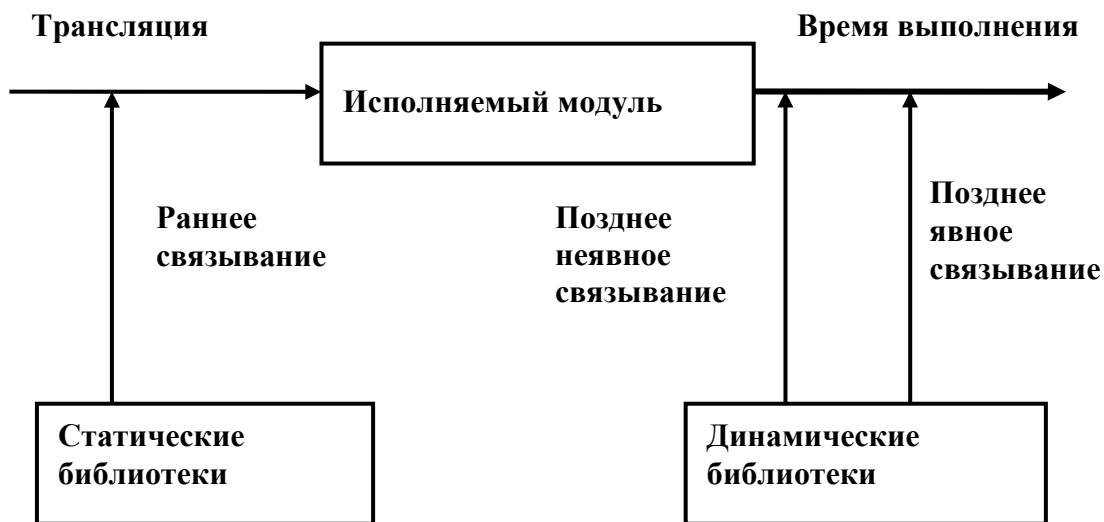 Трансляция
Время выполнения
Исполняемый модуль
Раннее
связывание
Позднее
неявное
связывание
Позднее
явное
связывание
Статические
библиотеки
Динамические
библиотеки